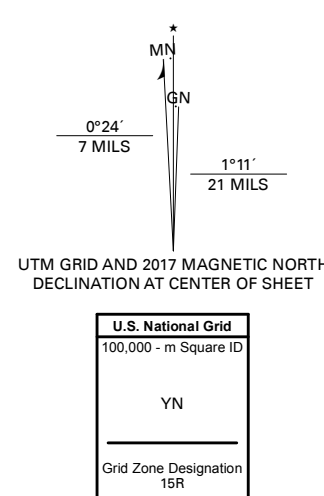 ★
MN
GN
0°24´
7 MILS
1°11´
21 MILS
UTM GRID AND 2017 MAGNETIC NORTH
DECLINATION AT CENTER OF SHEET
U.S. National Grid
100,000 - m Square ID
YN
Grid Zone Designation
15R